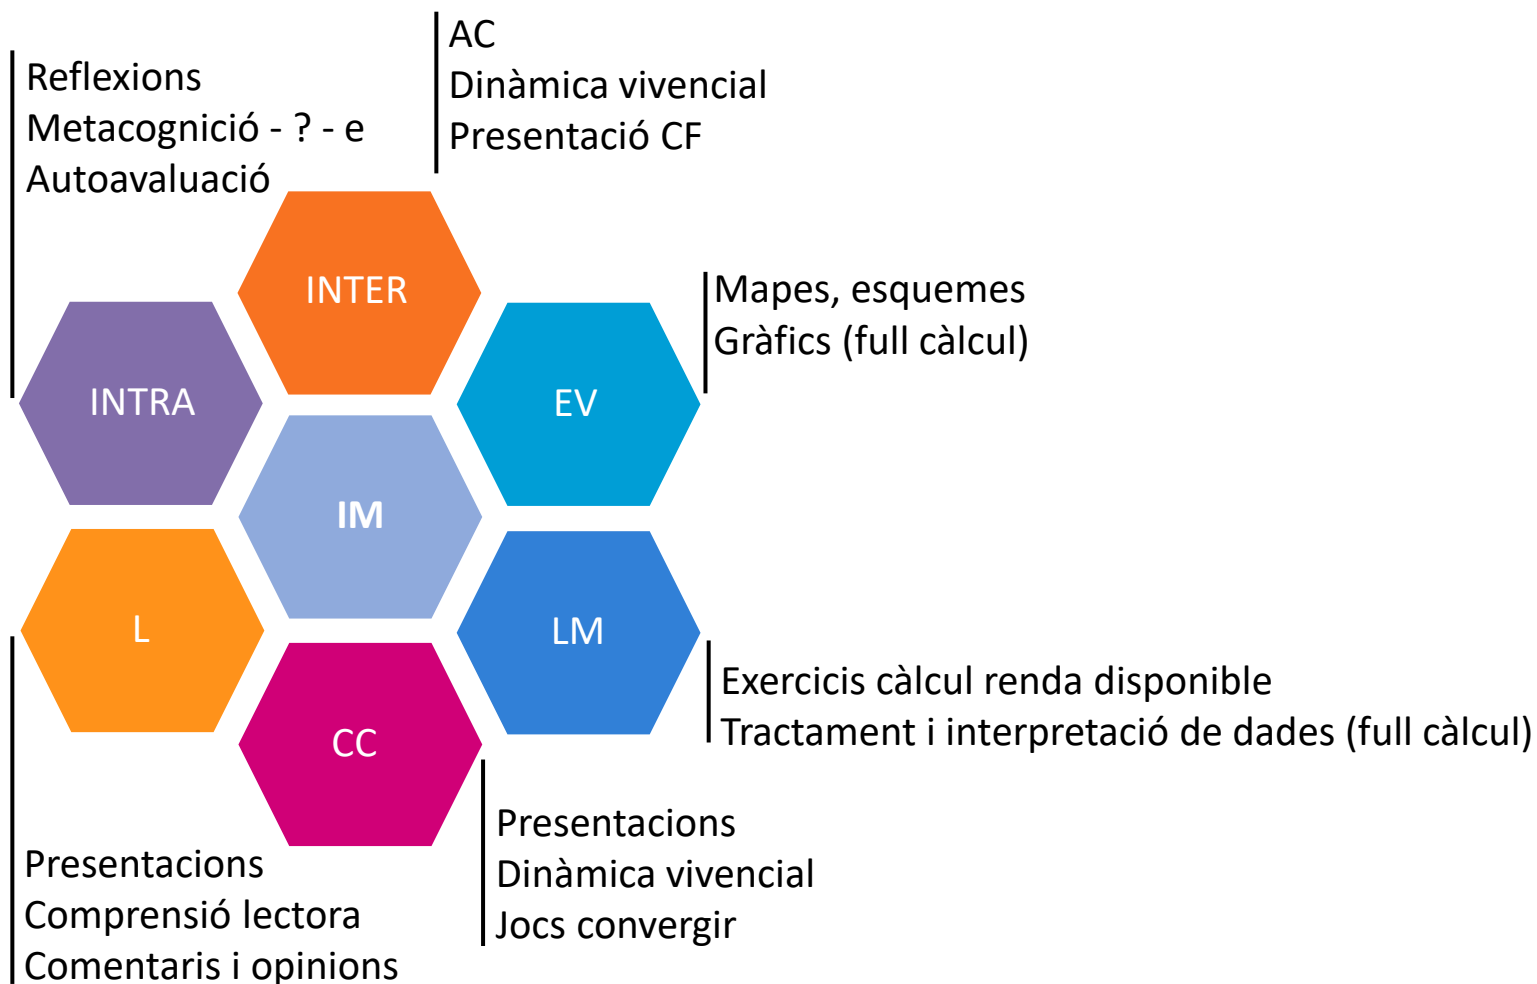 AC
Dinàmica vivencial
Presentació CF
Reflexions
Metacognició - ? - e
Autoavaluació
INTER
Mapes, esquemes
Gràfics (full càlcul)
INTRA
EV
IM
L
LM
Exercicis càlcul renda disponible
Tractament i interpretació de dades (full càlcul)
CC
Presentacions
Dinàmica vivencial
Jocs convergir
Presentacions
Comprensió lectora
Comentaris i opinions